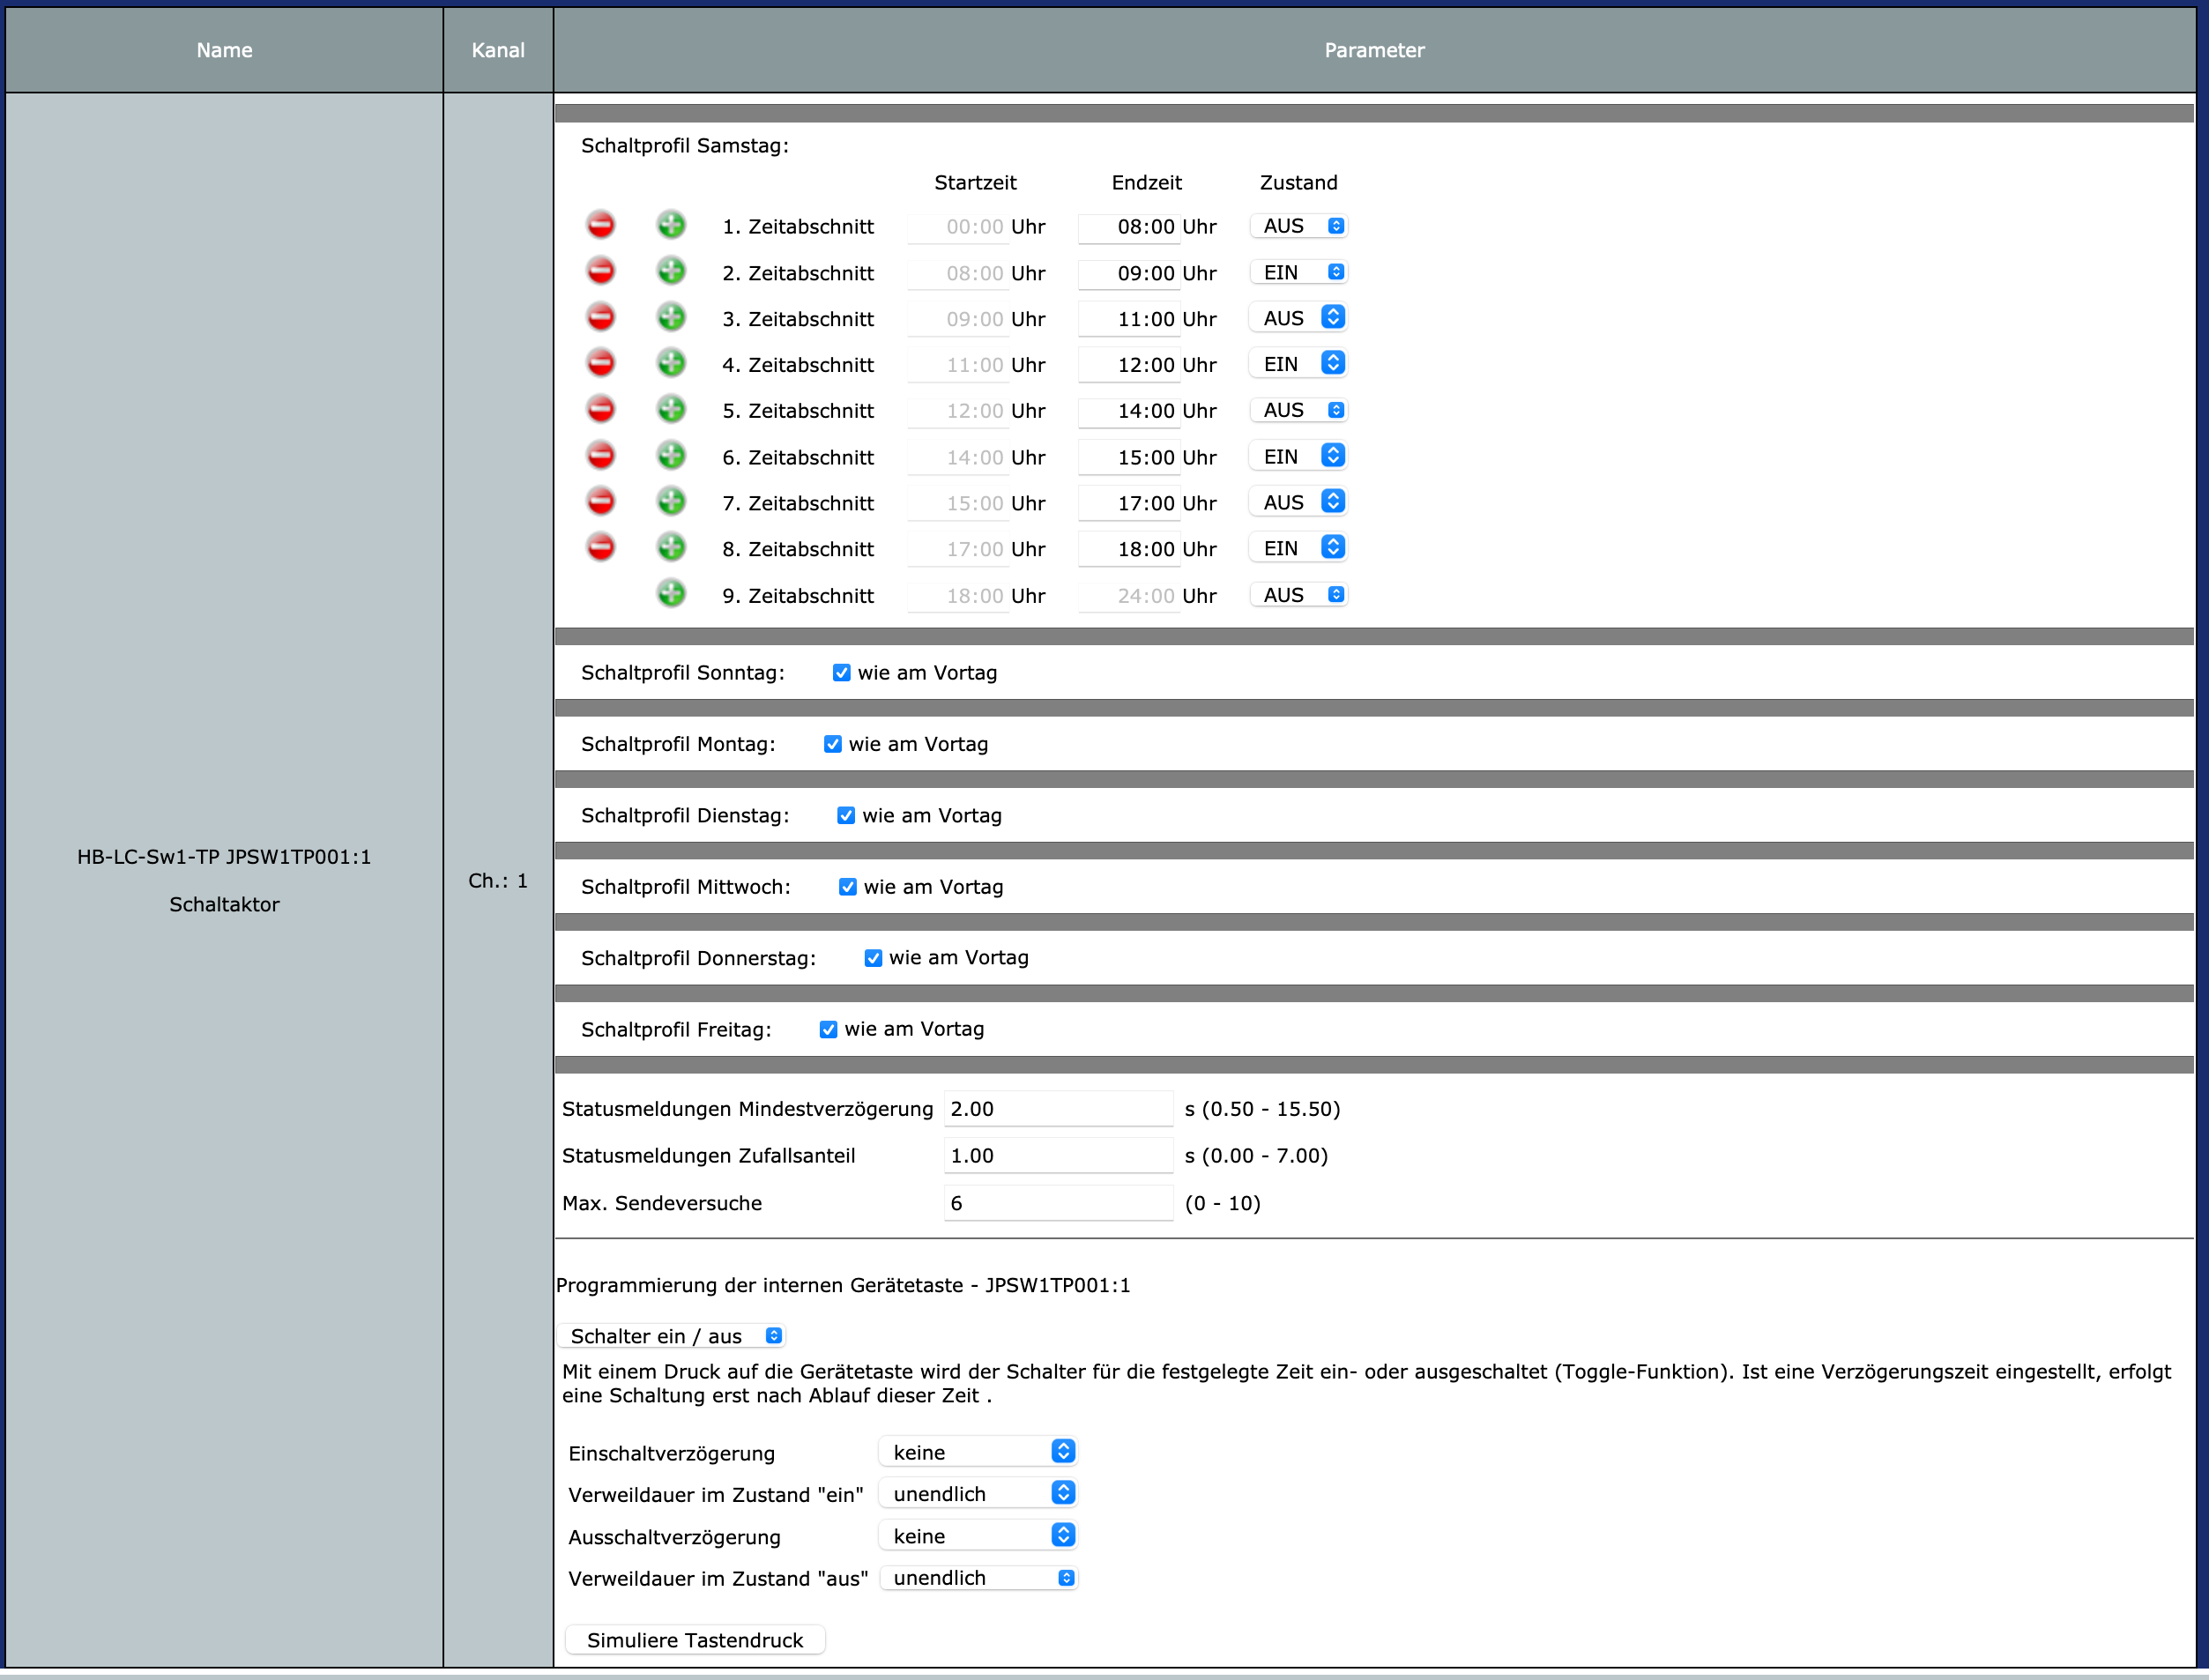 Name Kanal Parameter
Schaltprofil Samstag:
Startzeit Endzeit Zustand
1. Zeitabschnitt 00:00 Uhr 08:00 Uhr AUS
2. Zeitabschnitt 08:00 Uhr 09:00 Uhr EIN
3. Zeitabschnitt 09:00 Uhr 11:00 Uhr AUS
4. Zeitabschnitt 11:00 Uhr 12:00 Uhr EIN
5. Zeitabschnitt 12:00 Uhr 14:00 Uhr AUS
6. Zeitabschnitt 14:00 Uhr 15:00 Uhr EIN
7. Zeitabschnitt 15:00 Uhr 17:00 Uhr AUS
8. Zeitabschnitt 17:00 Uhr 18:00 Uhr EIN
9. Zeitabschnitt 18:00 Uhr 24:00 Uhr AUS
Schaltprofil Sonntag: wie am Vortag
Schaltprofil Montag: wie am Vortag
Schaltprofil Dienstag: wie am Vortag
HB-LC-Sw1-TP JPSW1TP001:1
Schaltaktor
Ch.: 1
Schaltprofil Mittwoch: wie am Vortag
Schaltprofil Donnerstag: wie am Vortag
Schaltprofil Freitag: wie am Vortag
Statusmeldungen Mindestverzögerung 2.00 s (0.50 - 15.50)
Statusmeldungen Zufallsanteil 1.00 s (0.00 - 7.00)
Max. Sendeversuche 6 (0 - 10)
Programmierung der internen Gerätetaste - JPSW1TP001:1
Schalter ein / aus
Mit einem Druck auf die Gerätetaste wird der Schalter für die festgelegte Zeit ein- oder ausgeschaltet (Toggle-Funktion). Ist eine Verzögerungszeit eingestellt, erfolgt
eine Schaltung erst nach Ablauf dieser Zeit .
Einschaltverzögerung keine
Verweildauer im Zustand "ein" unendlich
Ausschaltverzögerung keine
Verweildauer im Zustand "aus" unendlich
Simuliere Tastendruck